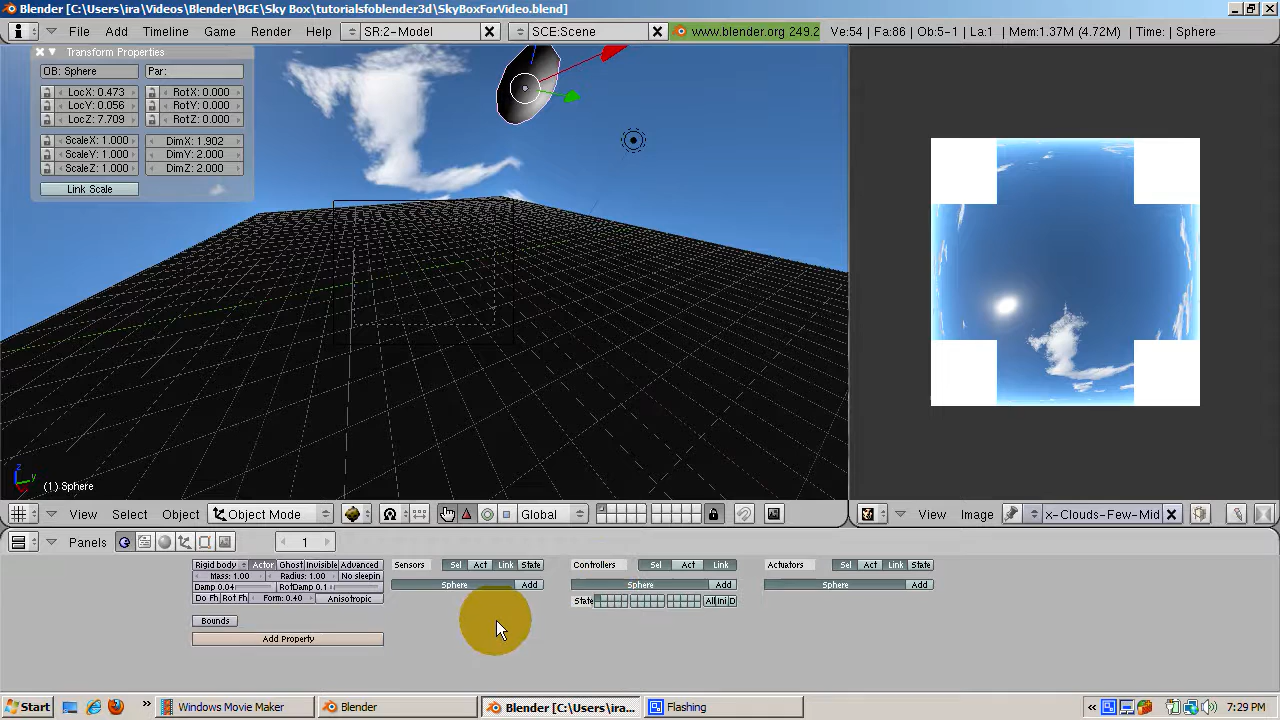 Blender [C:\Users\ira\Videos\Blender\BGE\Sky Box\tutorialsfoblender3d\SkyBoxForVideo.blend]
File Add Timeline Game Render Help SR:2-Model SCE:Scene www.blender.org 249.2 Ve:54 | Fa:86 | Ob:5-1 | La:1 | Mem:1.37M (4.72M) | Time: | Sphere
Transform Properties
OB: Sphere Par:
LocX: 0.473 RotX: 0.000
LocY: 0.056 RotY: 0.000
LocZ: 7.709 RotZ: 0.000
ScaleX: 1.000 DimX: 1.902
ScaleY: 1.000 DimY: 2.000
ScaleZ: 1.000 DimZ: 2.000
Link Scale
z
y
(1) Sphere
View Select Object Object Mode Global View Image x-Clouds-Few-Mid
Panels 1
Rigid body Actor Ghost Invisible Advanced Sensors Sel Act Link State Controllers Sel Act Link Actuators Sel Act Link State
Mass: 1.00 Radius: 1.00 No sleepin Sphere Add Sphere Add Sphere Add
Damp 0.04 RotDamp 0.1
Do Fh Rot Fh Form: 0.40 Anisotropic State All Ini D
Bounds
Add Property
Start Windows Movie Maker Blender Blender [C:\Users\ira... Flashing 7:29 PM